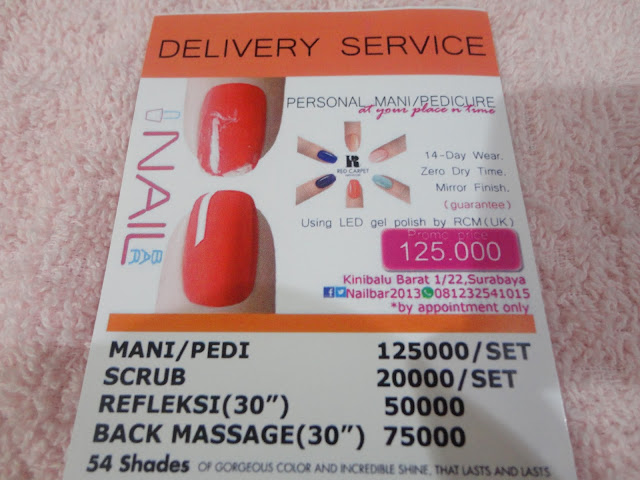 DELIVERY SERVICE
PERSONAL MANI/PEDICURE
at your place n time
iNAIL
BAR
RED CARPET
14-Day Wear.
Zero Dry Time.
Mirror Finish.
(guarantee)
Using LED gel polish by RCM(UK)
Promo price
125.000
Kinibalu Barat 1/22,Surabaya
Nailbar2013 081232541015
*by appointment only
MANI/PEDI 125000/SET
SCRUB 20000/SET
REFLEKSI(30”) 50000
BACK MASSAGE(30”) 75000
54 Shades OF GORGEOUS COLOR AND INCREDIBLE SHINE, THAT LASTS AND LASTS